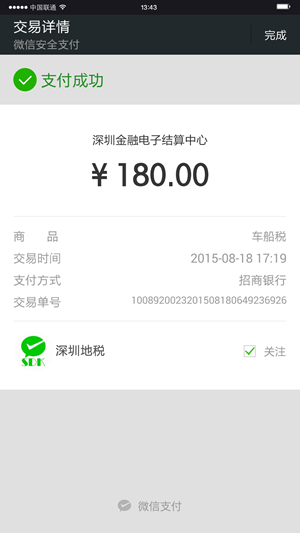 中国联通 13:43
交易详情
微信安全支付
完成
支付成功
深圳金融电子结算中心
¥ 180.00
商 品 车船税
交易时间 2015-08-18 17:19
支付方式 招商银行
交易单号 1008920023201508180649236926
SDK
深圳地税 关注
微信支付